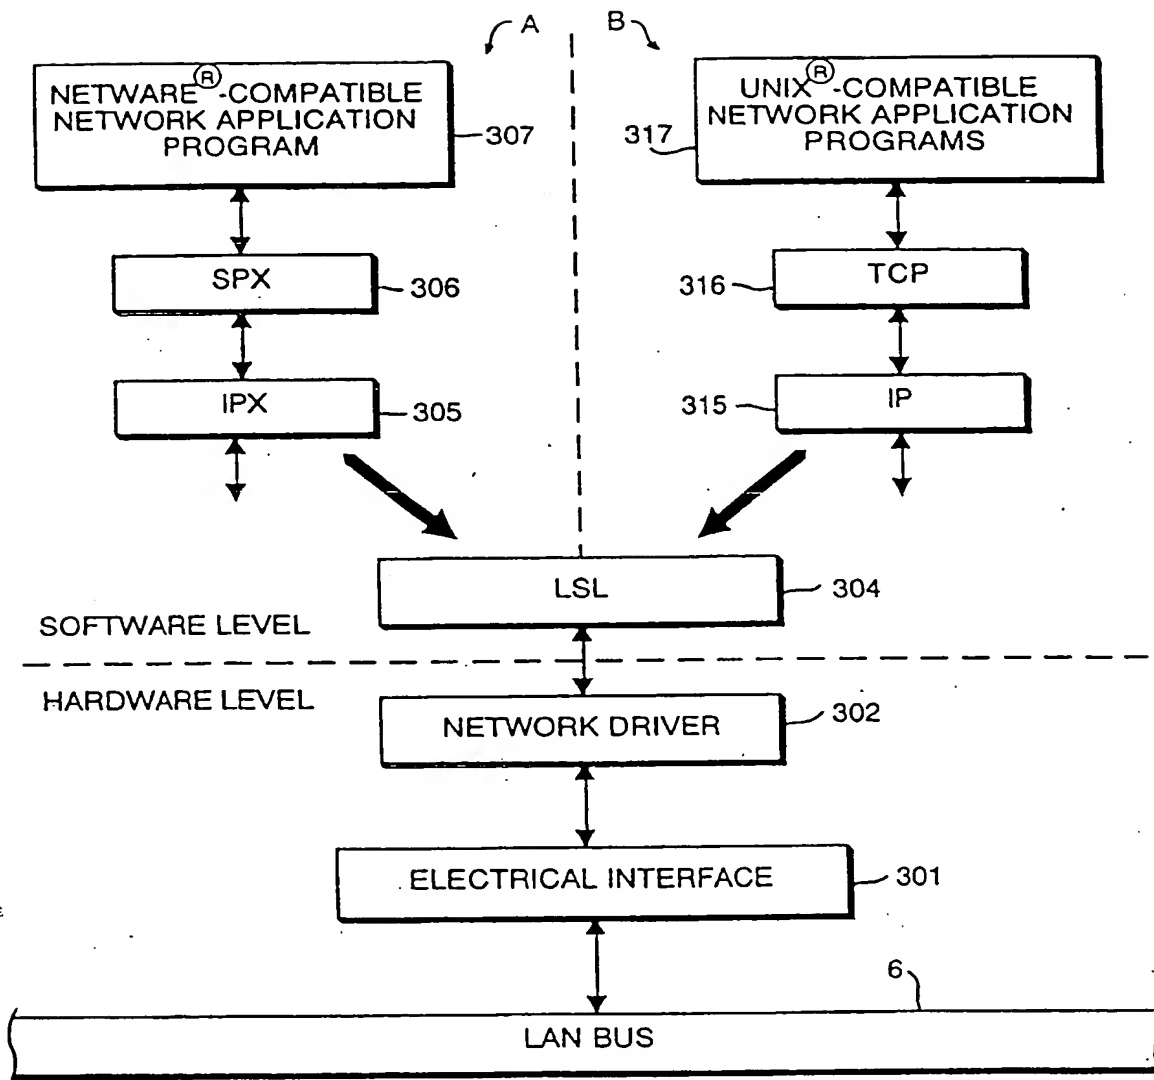 A
B
NETWARE®-COMPATIBLE
NETWORK APPLICATION
PROGRAM
307
UNIX®-COMPATIBLE
NETWORK APPLICATION
PROGRAMS
317
SPX
306
316
TCP
IPX
305
315
IP
LSL
304
SOFTWARE LEVEL
HARDWARE LEVEL
NETWORK DRIVER
302
ELECTRICAL INTERFACE
301
6
LAN BUS